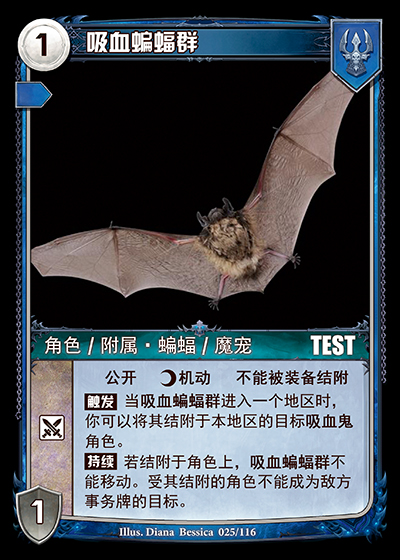 1 吸血蝙蝠群
角色 / 附属・蝙蝠 / 魔宠 TEST
公开 机动 不能被装备结附
触发 当吸血蝙蝠群进入一个地区时，
你可以将其结附于本地区的目标吸血鬼
角色。
持续 若结附于角色上，吸血蝙蝠群不
能移动。受其结附的角色不能成为敌方
事务牌的目标。
1
Illus. Diana Bessica 025/116